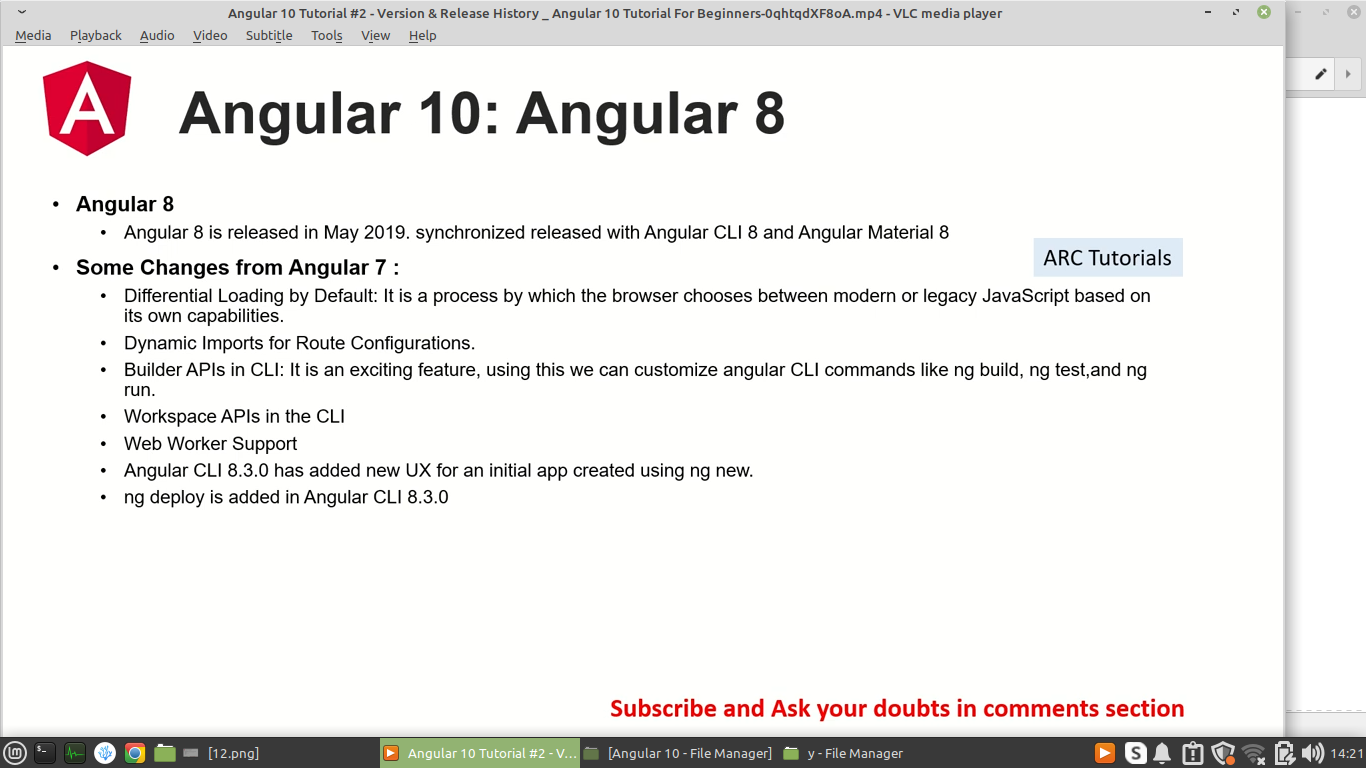 Angular 10 Tutorial #2 - Version & Release History _ Angular 10 Tutorial For Beginners-0qhtqdXF8oA.mp4 - VLC media player
Media Playback Audio Video Subtitle Tools View Help
A
Angular 10: Angular 8
• Angular 8
• Angular 8 is released in May 2019. synchronized released with Angular CLI 8 and Angular Material 8
ARC Tutorials
• Some Changes from Angular 7 :
• Differential Loading by Default: It is a process by which the browser chooses between modern or legacy JavaScript based on
its own capabilities.
• Dynamic Imports for Route Configurations.
• Builder APIs in CLI: It is an exciting feature, using this we can customize angular CLI commands like ng build, ng test,and ng
run.
• Workspace APIs in the CLI
• Web Worker Support
• Angular CLI 8.3.0 has added new UX for an initial app created using ng new.
• ng deploy is added in Angular CLI 8.3.0
Subscribe and Ask your doubts in comments section
[12.png] Angular 10 Tutorial #2 - V... [Angular 10 - File Manager] y - File Manager S 14:21